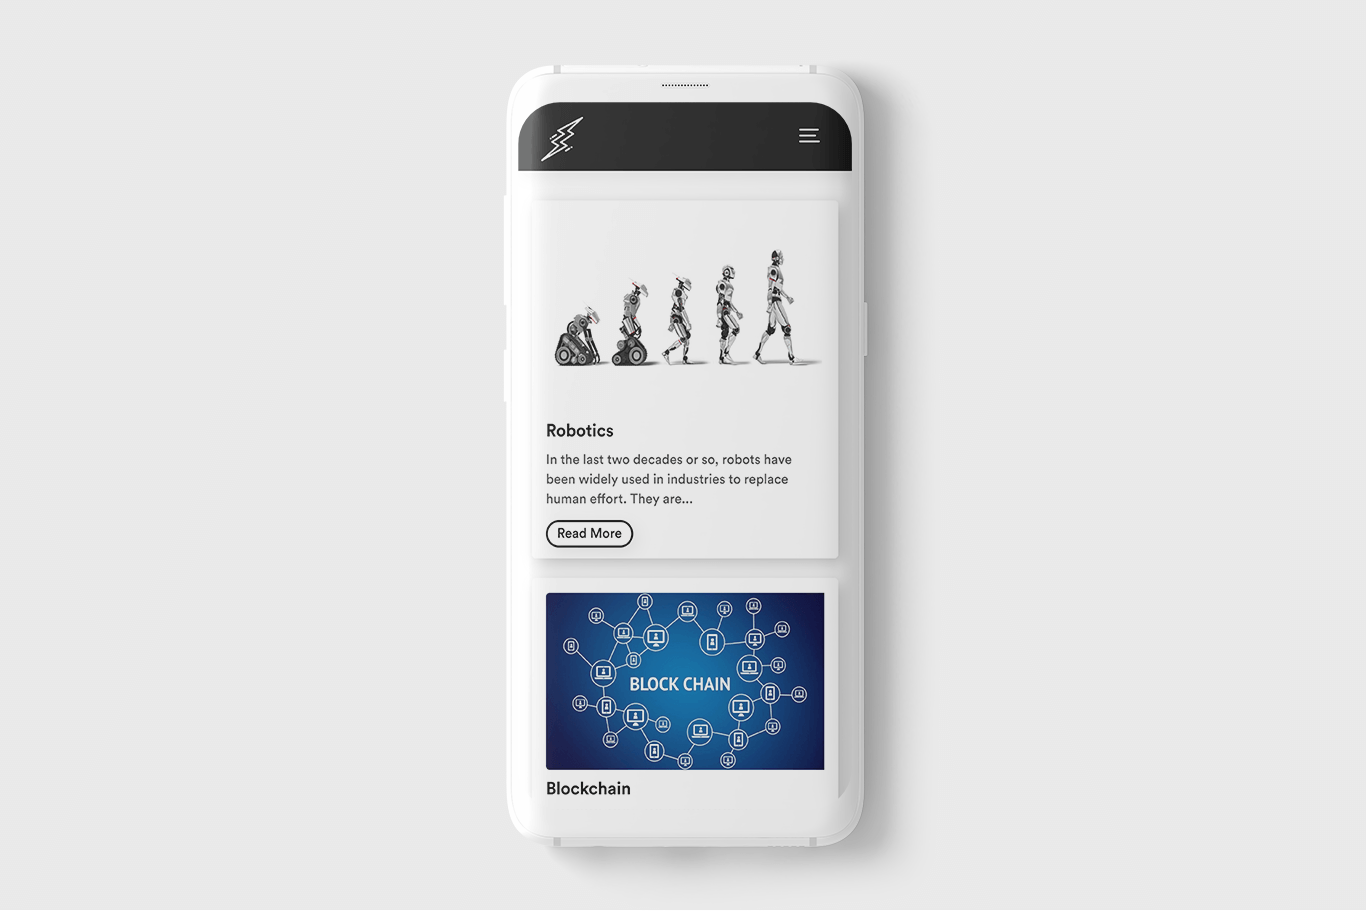 Robotics
In the last two decades or so, robots have
been widely used in industries to replace
human effort. They are...
Read More
BLOCK CHAIN
Blockchain